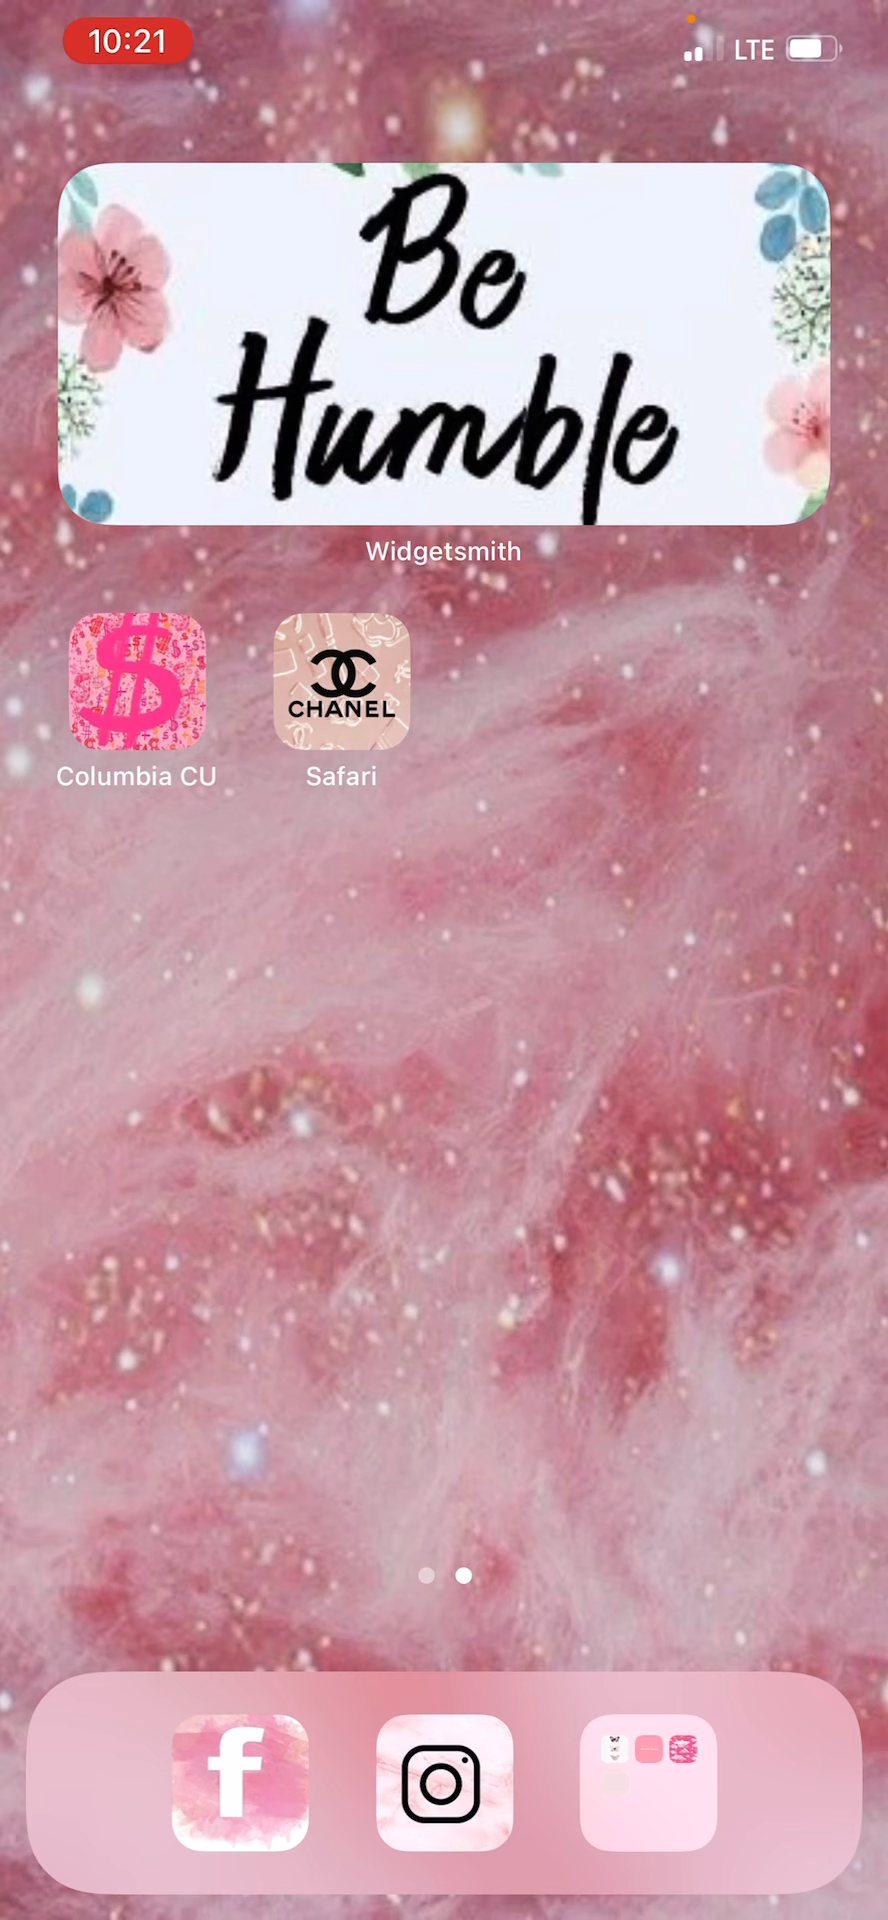 10:21
LTE
Be
Humble
Widgetsmith
$
CHANEL
Columbia CU
Safari
f